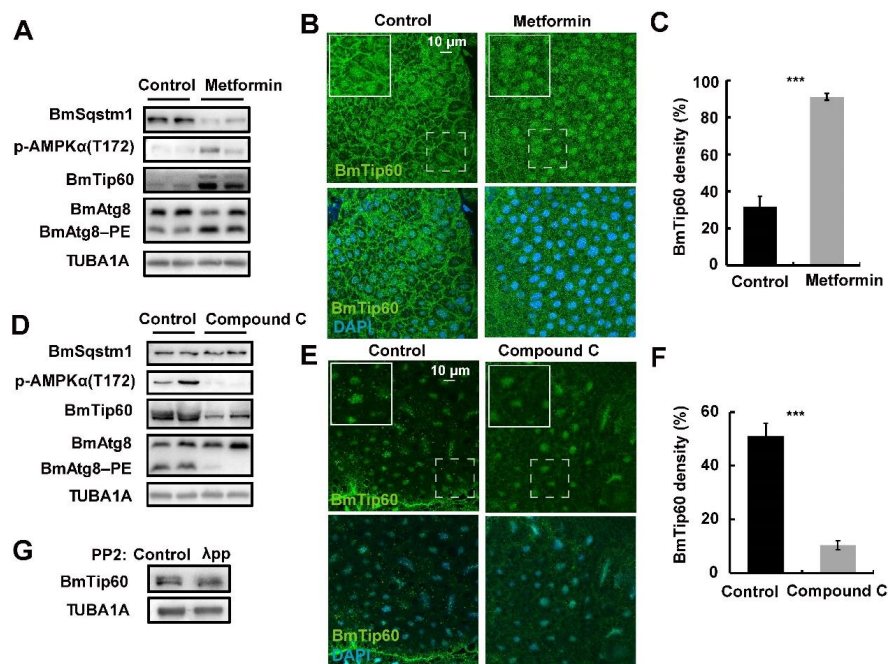 A
Control Metformin
BmSqstm1
p-AMPKα(T172)
BmTip60
BmAtg8
BmAtg8–PE
TUBA1A
B
Control Metformin
10 µm
BmTip60
BmTip60
DAPI
C
BmTip60 density (%)
100
80
60
40
20
0
***
Control Metformin
D
Control Compound C
BmSqstm1
p-AMPKα(T172)
BmTip60
BmAtg8
BmAtg8–PE
TUBA1A
E
Control Compound C
10 µm
BmTip60
BmTip60
DAPI
F
BmTip60 density (%)
60
40
20
0
***
Control Compound C
G
PP2: Control λpp
BmTip60
TUBA1A